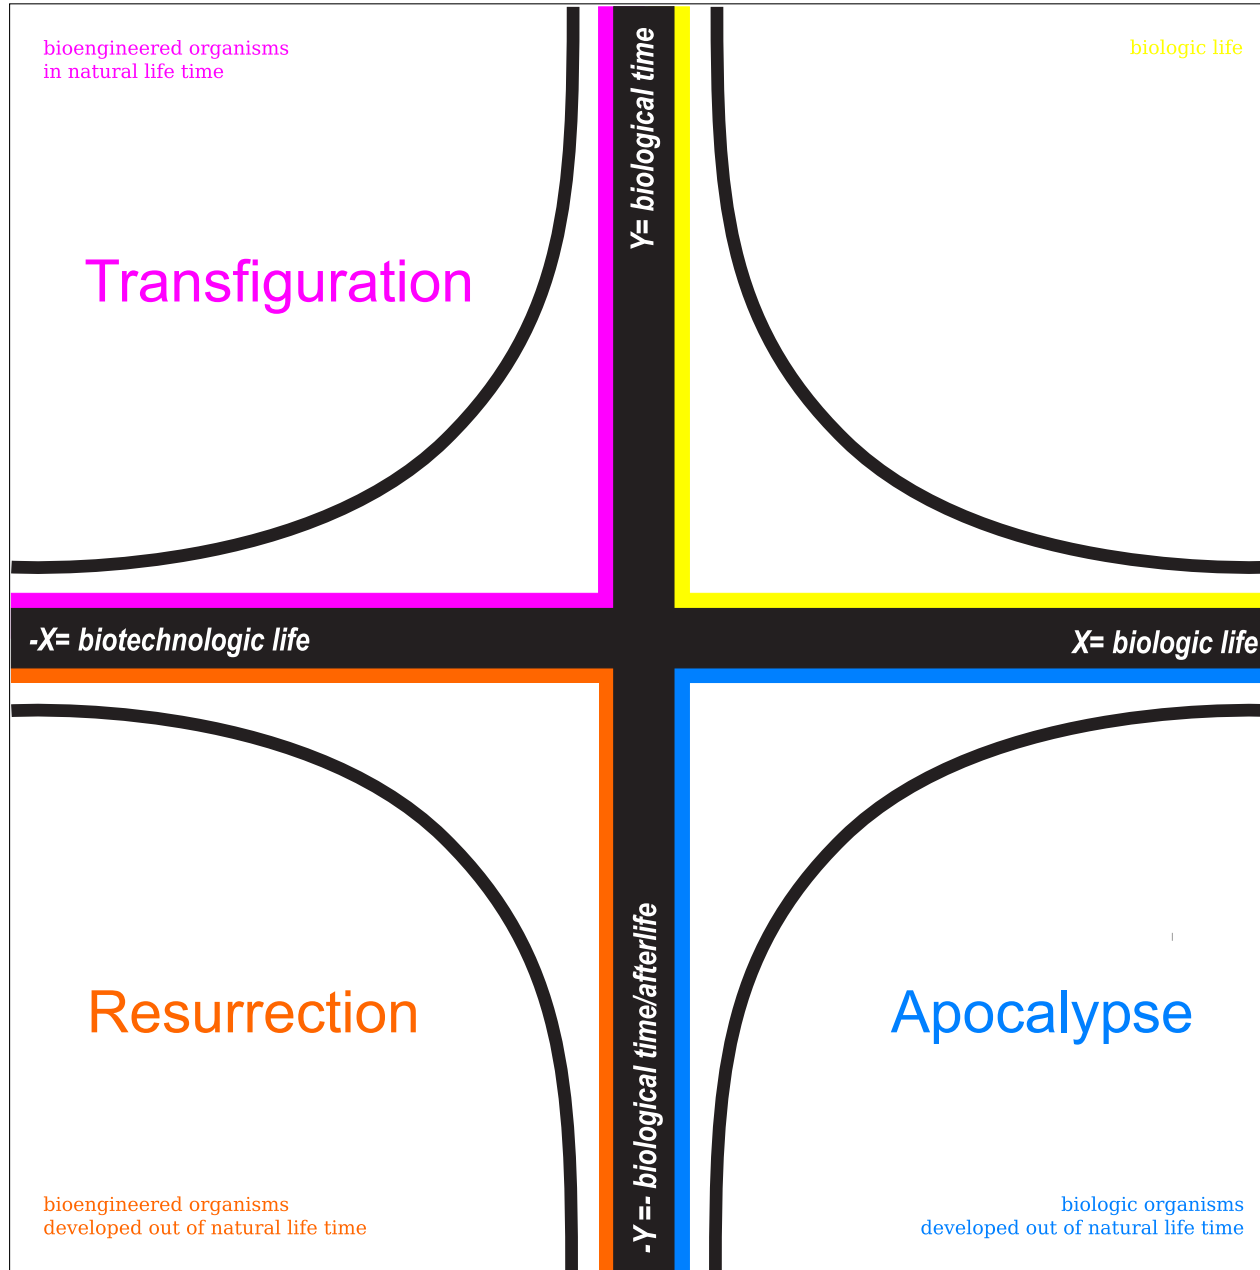 bioengineered organisms
in natural life time
biologic life
Y= biological time
Transfiguration
-X= biotechnologic life
X= biologic life
-Y =- biological time/afterlife
Resurrection
Apocalypse
bioengineered organisms
developed out of natural life time
biologic organisms
developed out of natural life time